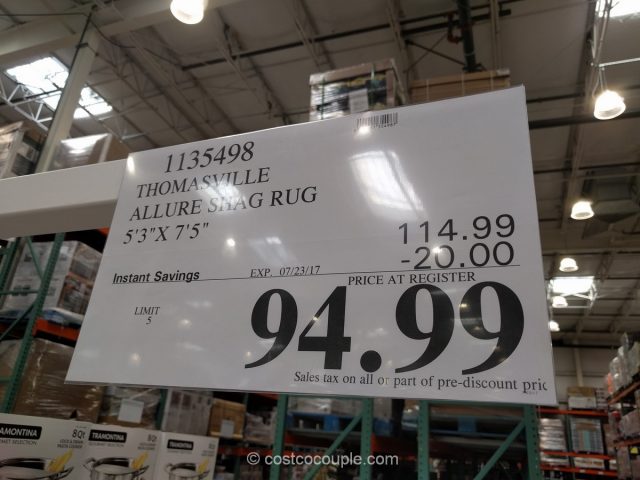 1135498
THOMASVILLE
ALLURE SHAG RUG
5'3"X 7'5"
114.99
-20.00
Instant Savings
EXP. 07/23/17
PRICE AT REGISTER
LIMIT
5
94.99
Sales tax on all or part of pre-discount pric
TRAMONTINA
8Qt
© costcocouple.com